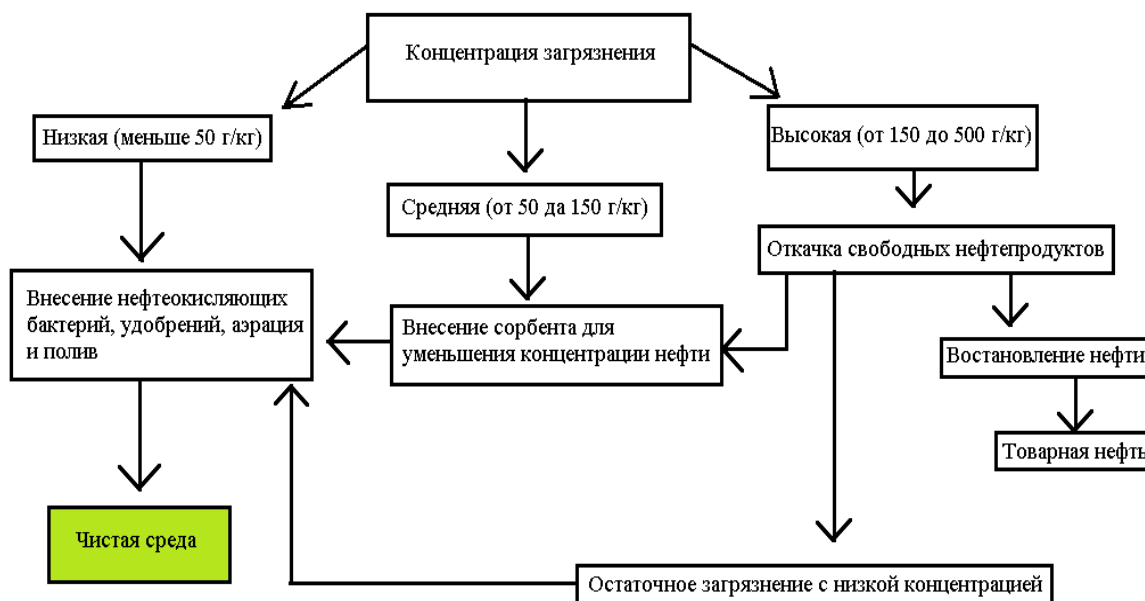 Концентрация загрязнения
Низкая (меньше 50 г/кг)
Высокая (от 150 до 500 г/кг)
Средняя (от 50 да 150 г/кг)
Откачка свободных нефтепродуктов
Внесение нефтеокисляющих
бактерий, удобрений, аэрация
и полив
Внесение сорбента для
уменьшения концентрации нефти
Востановление нефти
Товарная нефть
Чистая среда
Остаточное загрязнение с низкой концентрацией